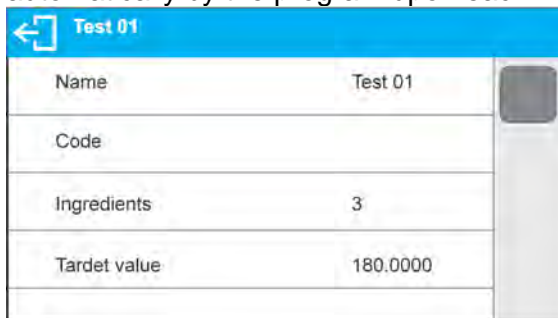 Test 01
Name Test 01
Code
Ingredients 3
Tardet value 180.0000